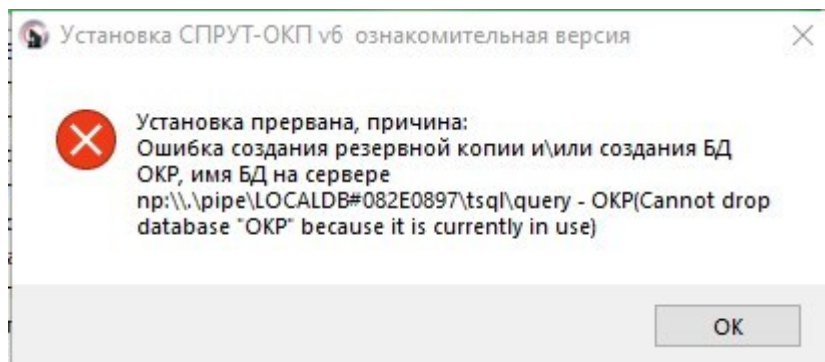 Установка СПРУТ-ОКП v6 ознакомительная версия
Установка прервана, причина:
Ошибка создания резервной копии и\или создания БД
ОКР, имя БД на сервере
np:\\.\pipe\LOCALDB#082E0897\tsql\query - OKP(Cannot drop
database "OKP" because it is currently in use)
OK